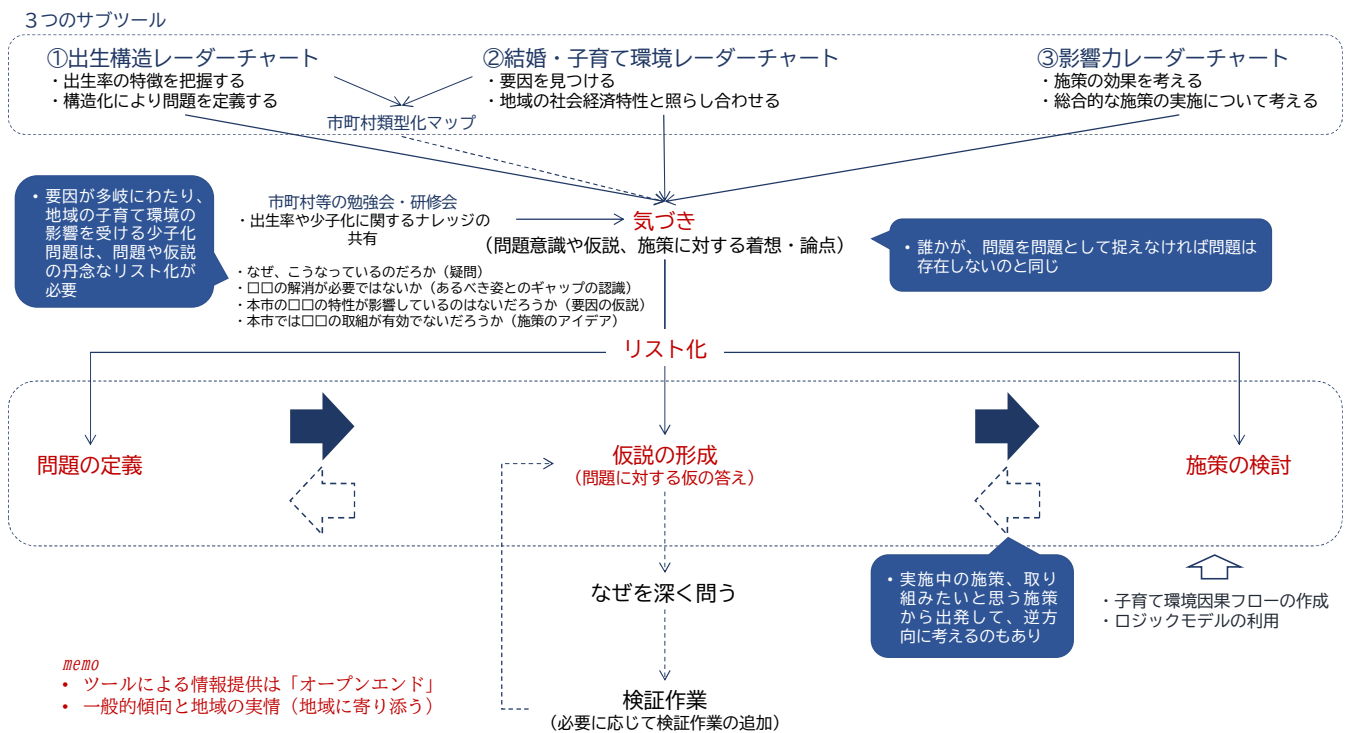 ３つのサブツール
①出生構造レーダーチャート
・出生率の特徴を把握する
・構造化により問題を定義する
②結婚・子育て環境レーダーチャート
・要因を見つける
・地域の社会経済特性と照らし合わせる
③影響力レーダーチャート
・施策の効果を考える
・総合的な施策の実施について考える
市町村類型化マップ
• 要因が多岐にわたり、
地域の子育て環境の
影響を受ける少子化
問題は、問題や仮説
の丹念なリスト化が
必要
市町村等の勉強会・研修会
・出生率や少子化に関するナレッジの
共有
気づき
（問題意識や仮説、施策に対する着想・論点）
• 誰かが、問題を問題として捉えなければ問題は
存在しないのと同じ
・なぜ、こうなっているのだろか（疑問）
・□□の解消が必要ではないか（あるべき姿とのギャップの認識）
・本市の□□の特性が影響しているのはないだろうか（要因の仮説）
・本市では□□の取組が有効でないだろうか（施策のアイデア）
リスト化
問題の定義
仮説の形成
（問題に対する仮の答え）
施策の検討
なぜを深く問う
• 実施中の施策、取り
組みたいと思う施策
から出発して、逆方
向に考えるのもあり
・子育て環境因果フローの作成
・ロジックモデルの利用
memo
• ツールによる情報提供は「オープンエンド」
• 一般的傾向と地域の実情（地域に寄り添う）
検証作業
（必要に応じて検証作業の追加）